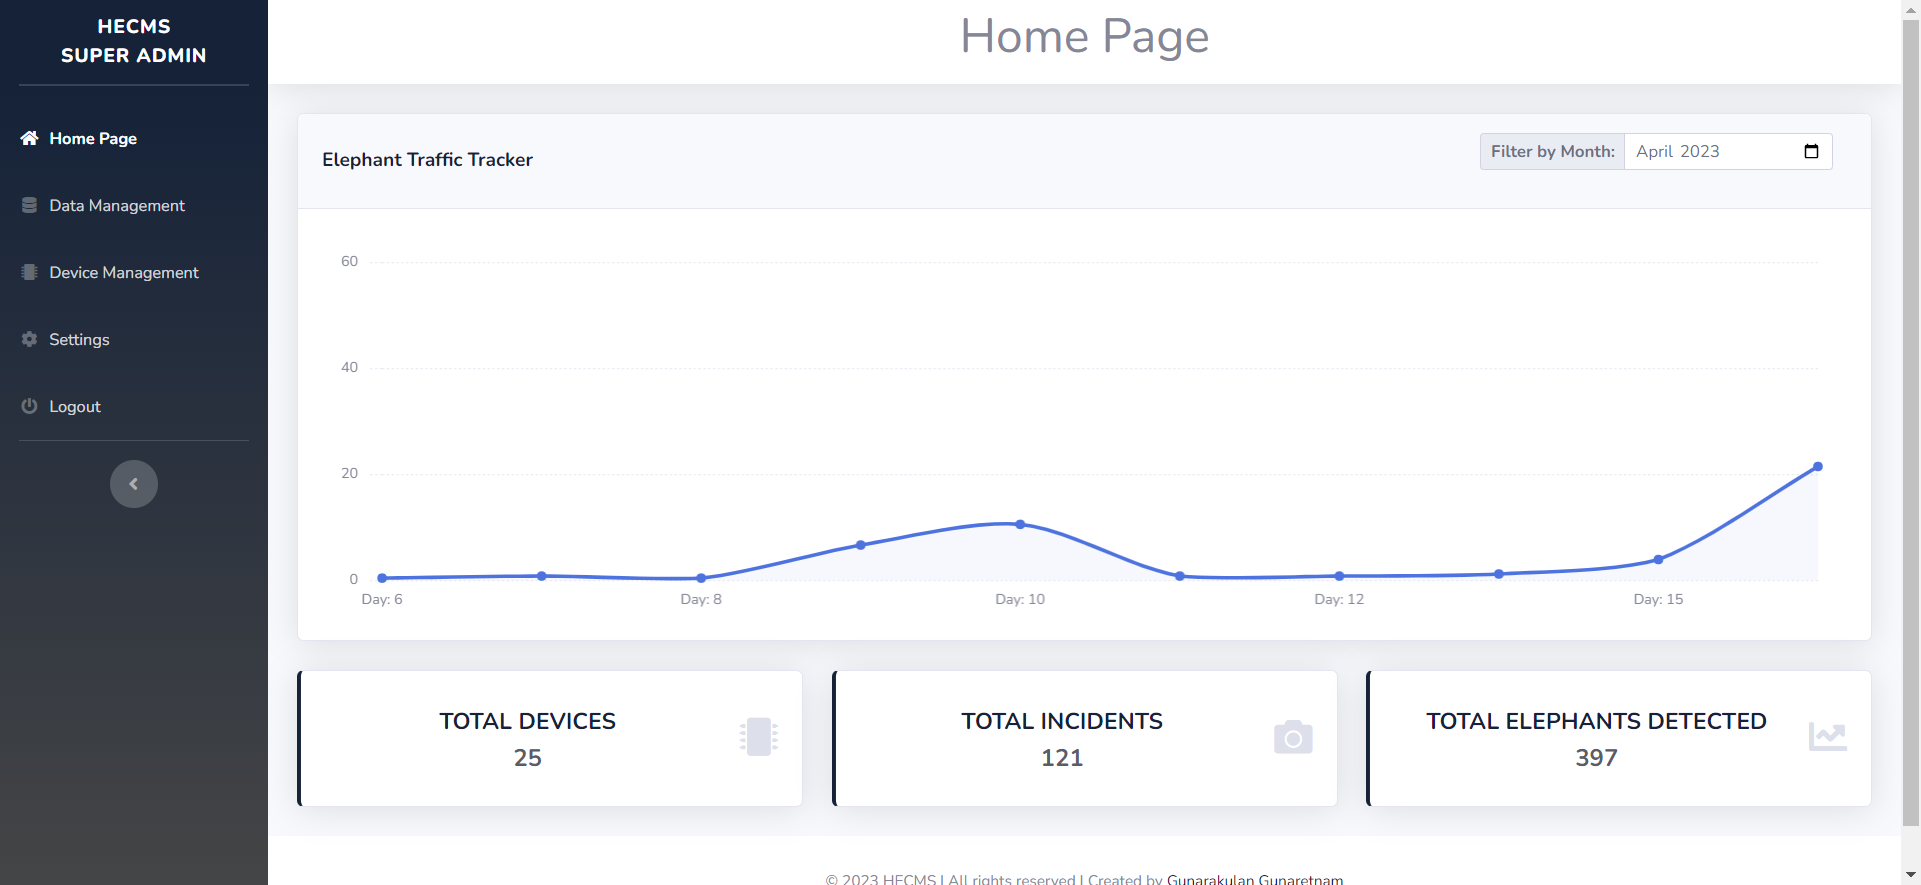 HECMS
SUPER ADMIN
Home Page
Data Management
Device Management
Settings
Logout
Home Page
Elephant Traffic Tracker
Filter by Month: April 2023
60
40
20
0
Day: 6 Day: 8 Day: 10 Day: 12 Day: 15
TOTAL DEVICES
25
TOTAL INCIDENTS
121
TOTAL ELEPHANTS DETECTED
397
© 2023 HECMS | All rights reserved | Created by Gunarakulan Gunaretnam